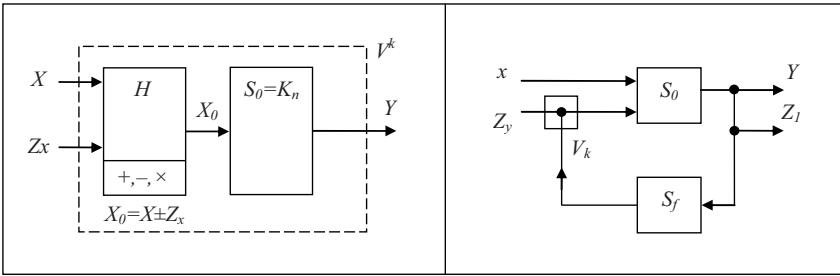 V^k
X
H
S_0=K_n
X_0
Y
Zx
+,–,×
X_0=X±Z_x
x
S_0
Y
Z_y
Z_1
V_k
S_f